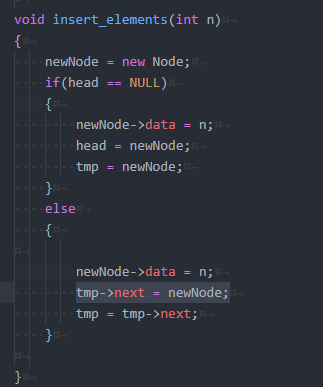 void insert_elements(int n)¤¬
{
····newNode = new Node;¤¬
····if(head == NULL)¤¬
····{¤¬
········newNode->data = n;¤¬
········head = newNode;¤¬
········tmp = newNode;¤¬
····}¤¬
····else¤¬
····{¤¬
¤¬
········newNode->data = n;¤¬
········tmp->next = newNode;¤¬
········tmp = tmp->next;¤¬
····}¤¬
¤¬
}¤¬